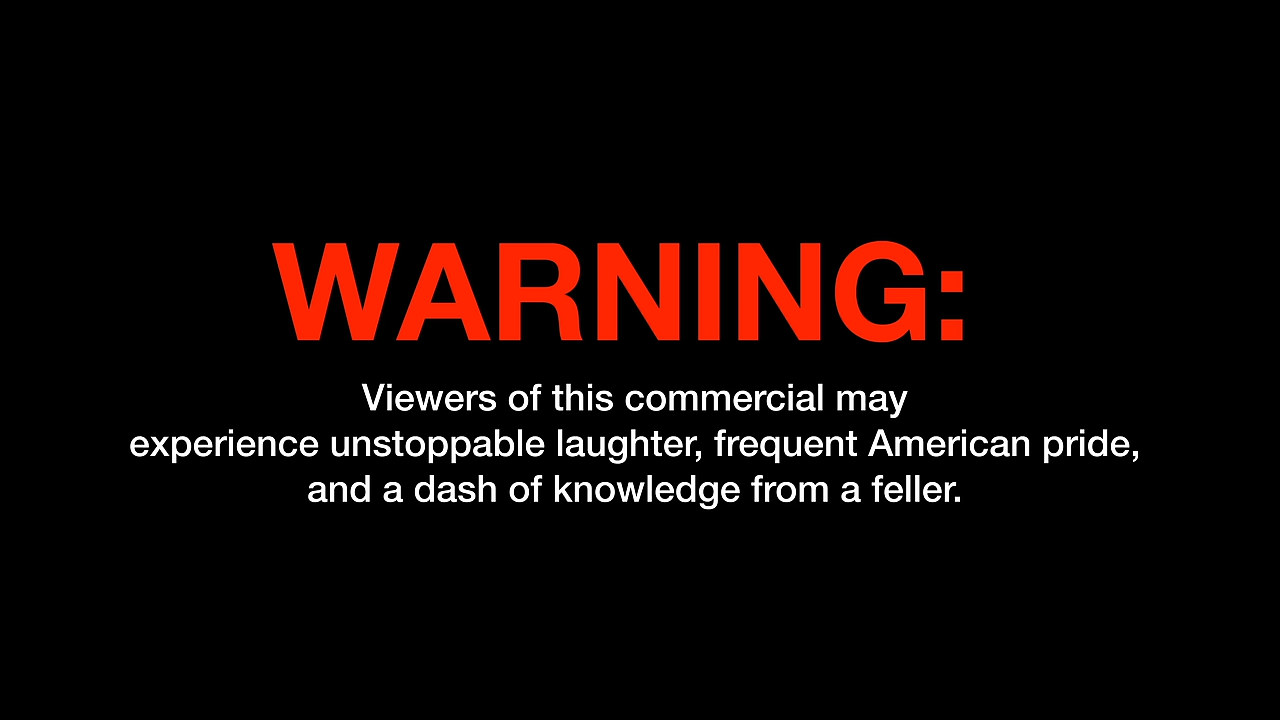 WARNING:
Viewers of this commercial may
experience unstoppable laughter, frequent American pride,
and a dash of knowledge from a feller.